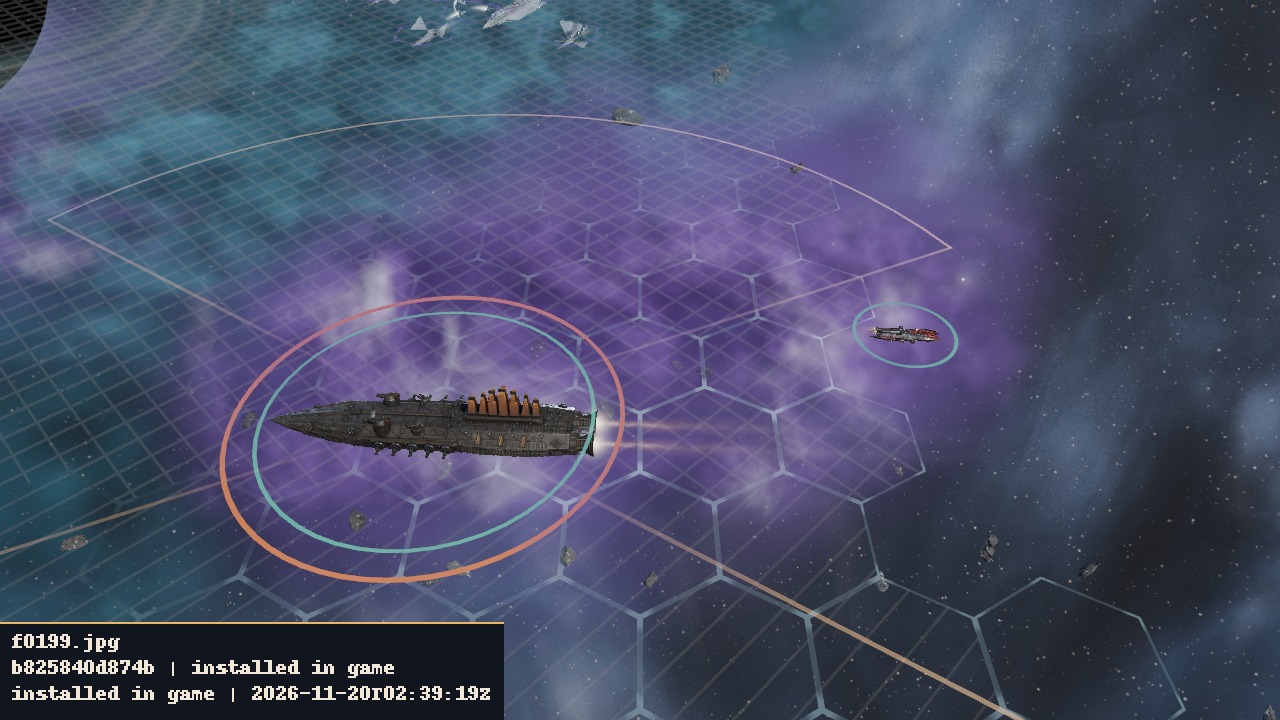 f0199.jpg
b825840d874b | installed in game
installed in game | 2026-11-20T02:39:19Z